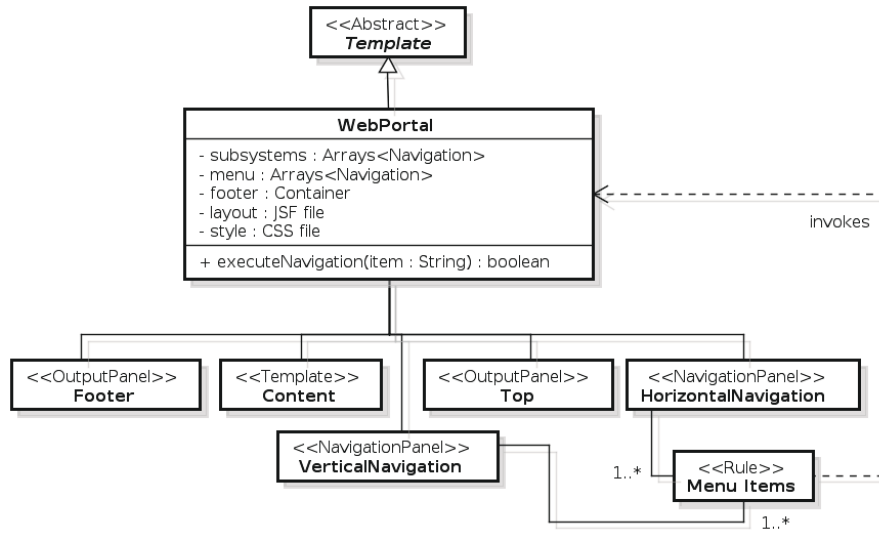 <<Abstract>>
Template
WebPortal
- subsystems : Arrays<Navigation>
- menu : Arrays<Navigation>
- footer : Container
- layout : JSF file
- style : CSS file
+ executeNavigation(item : String) : boolean
invokes
<<OutputPanel>>
Footer
<<Template>>
Content
<<OutputPanel>>
Top
<<NavigationPanel>>
HorizontalNavigation
<<NavigationPanel>>
VerticalNavigation
1..*
<<Rule>>
Menu Items
1..*